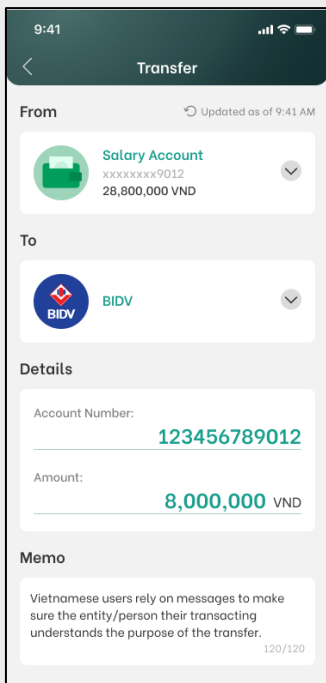 9:41
Transfer
From
Updated as of 9:41 AM
Salary Account
xxxxxxxx9012
28,800,000 VND
To
BIDV
BIDV
Details
Account Number:
123456789012
Amount:
8,000,000 VND
Memo
Vietnamese users rely on messages to make
sure the entity/person their transacting
understands the purpose of the transfer.
120/120